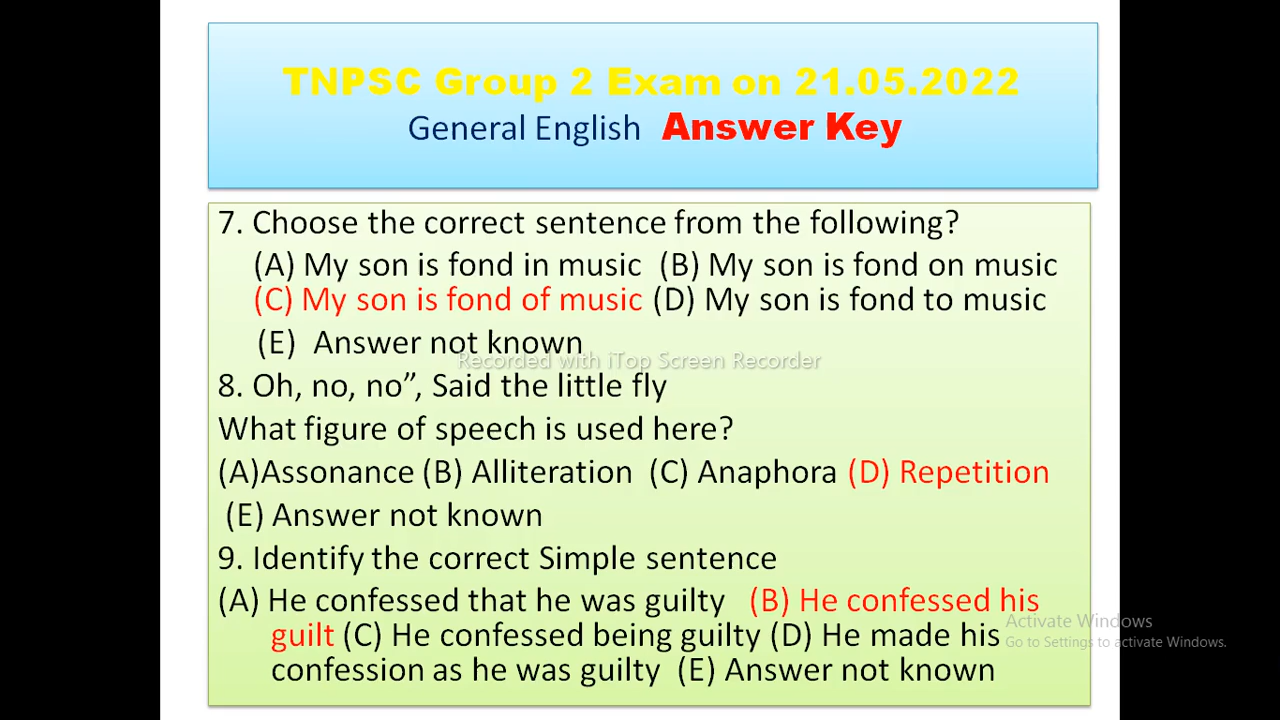 TNPSC Group 2 Exam on 21.05.2022
General English Answer Key
7. Choose the correct sentence from the following?
(A) My son is fond in music (B) My son is fond on music
(C) My son is fond of music (D) My son is fond to music
(E) Answer not known
Recorded with iTop Screen Recorder
8. Oh, no, no”, Said the little fly
What figure of speech is used here?
(A)Assonance (B) Alliteration (C) Anaphora (D) Repetition
(E) Answer not known
9. Identify the correct Simple sentence
(A) He confessed that he was guilty (B) He confessed his
guilt (C) He confessed being guilty (D) He made his
confession as he was guilty (E) Answer not known
Activate Windows
Go to Settings to activate Windows.